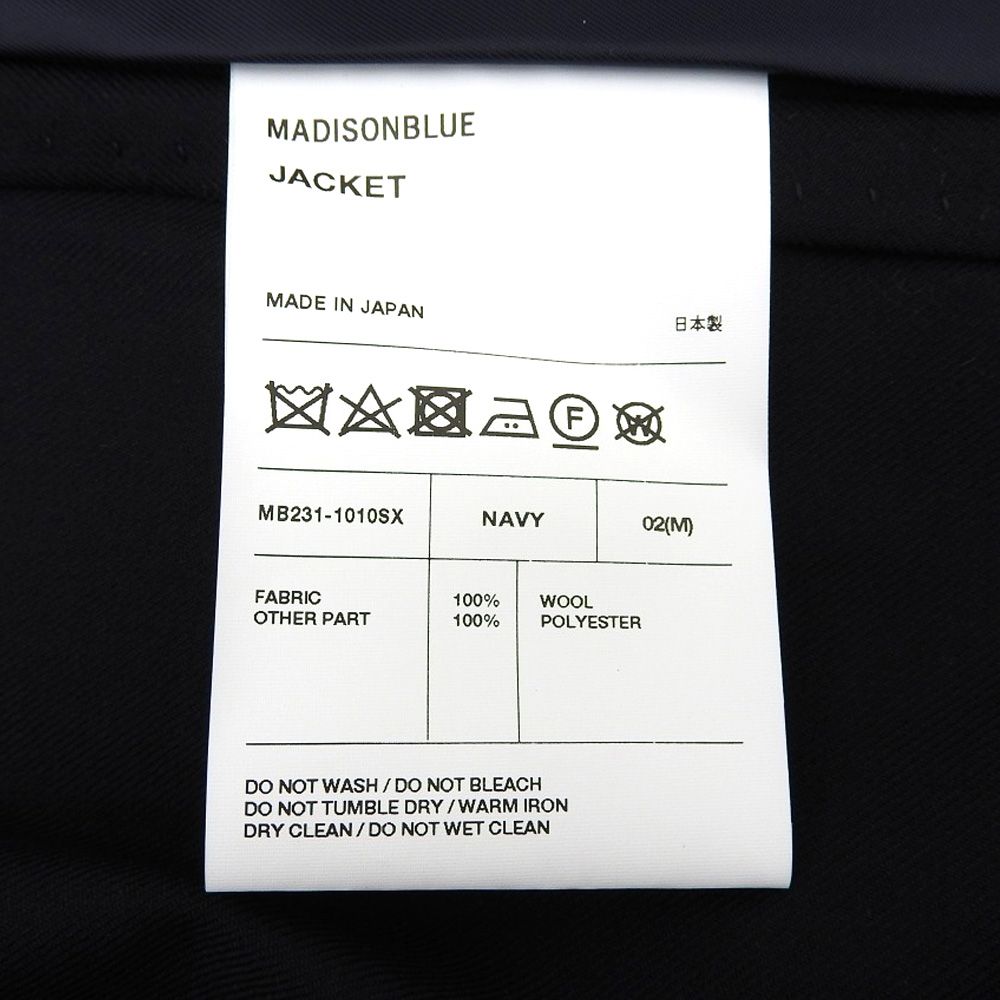 MADISONBLUE
JACKET
MADE IN JAPAN
日本製
F W
MB231-1010SX NAVY 02(M)
FABRIC 100% WOOL
OTHER PART 100% POLYESTER
DO NOT WASH / DO NOT BLEACH
DO NOT TUMBLE DRY / WARM IRON
DRY CLEAN / DO NOT WET CLEAN